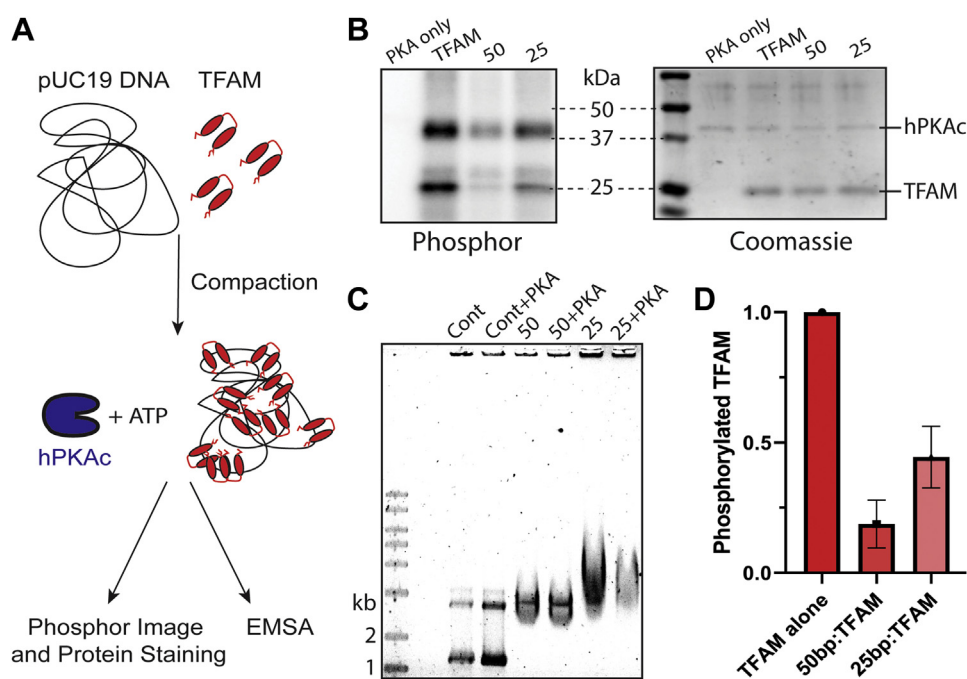 A
pUC19 DNA
TFAM
Compaction
+ ATP
hPKAc
Phosphor Image
and Protein Staining
EMSA
B
PKA only
TFAM
50
25
kDa
50
37
25
Phosphor
PKA only
TFAM
50
25
hPKAc
TFAM
Coomassie
C
Cont
Cont+PKA
50
50+PKA
25
25+PKA
kb
2
1
D
Phosphorylated TFAM
1.0
0.5
0.0
TFAM alone
50bp:TFAM
25bp:TFAM